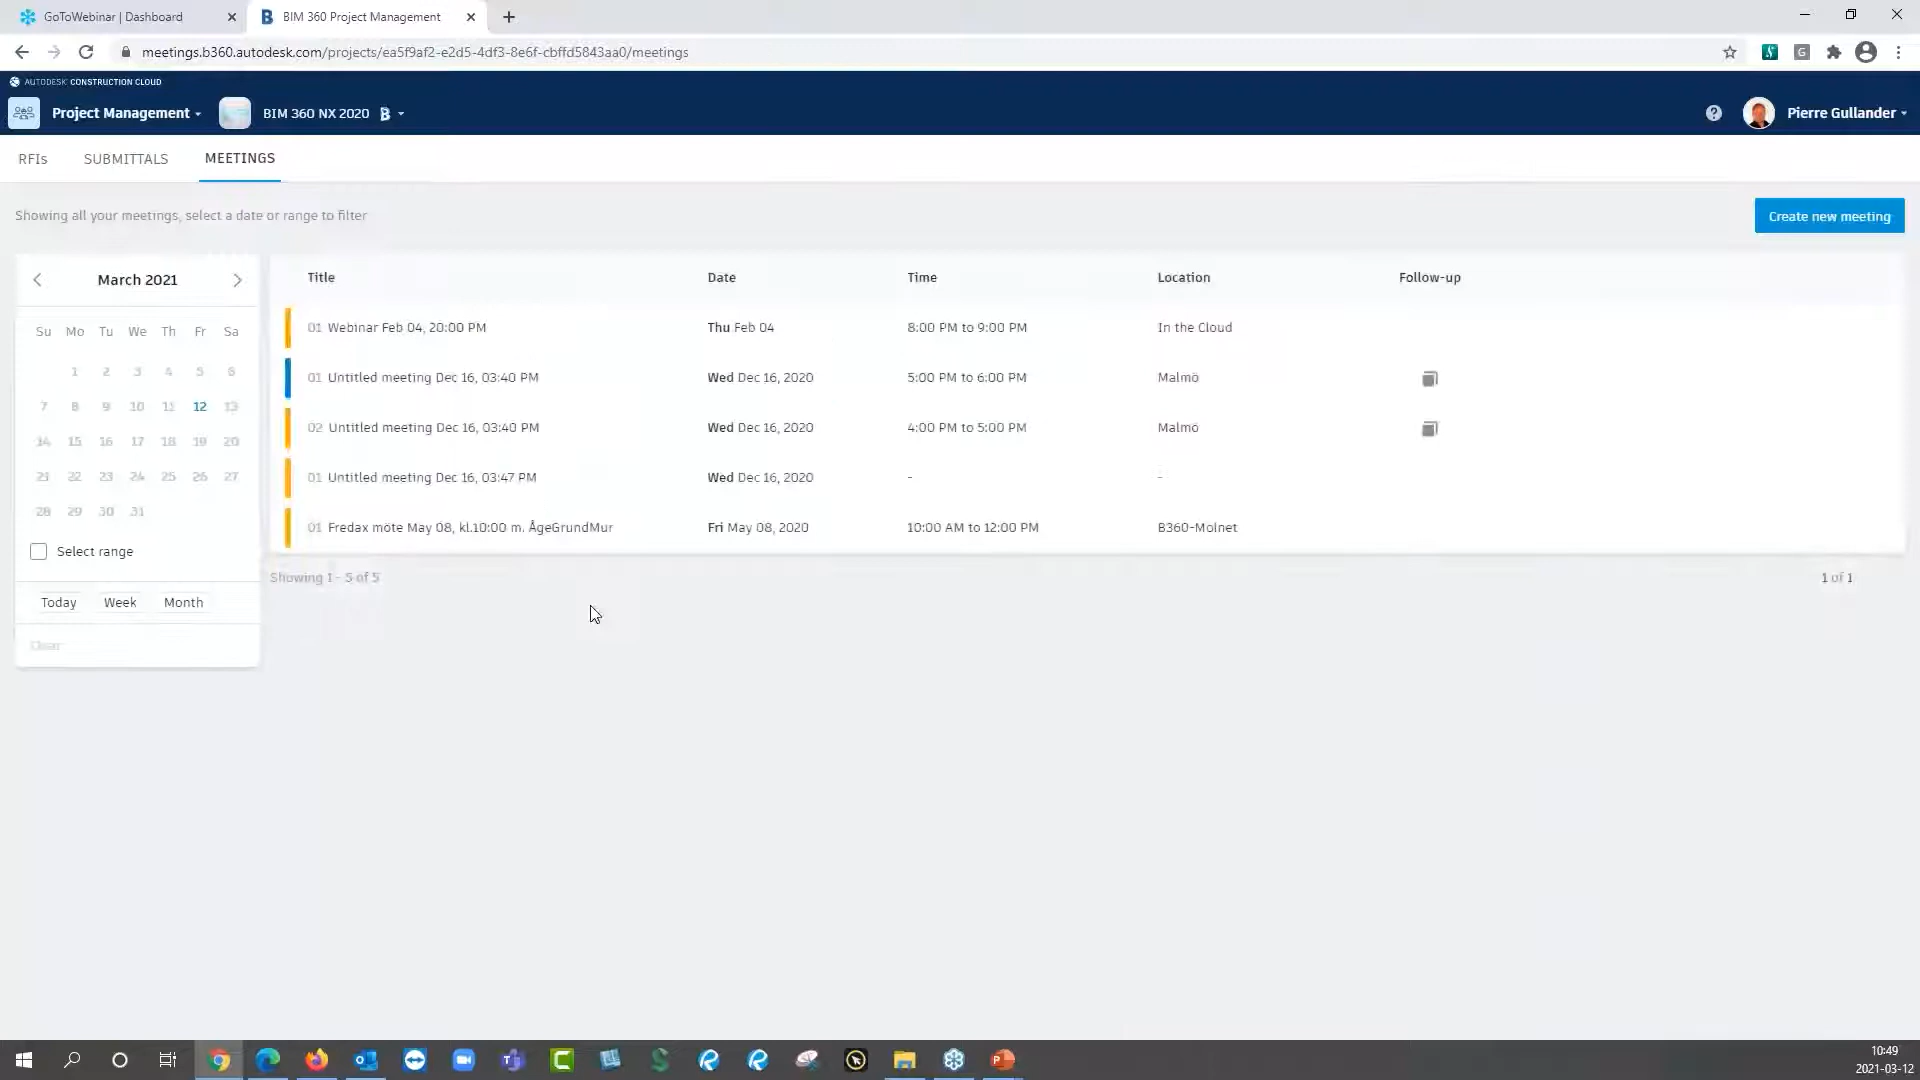 GoToWebinar | Dashboard
BIM 360 Project Management
meetings.b360.autodesk.com/projects/ea5f9af2-e2d5-4df3-8e6f-cbffd5843aa0/meetings
AUTODESK CONSTRUCTION CLOUD
Project Management
BIM 360 NX 2020
Pierre Gullander
RFIs SUBMITTALS MEETINGS
Showing all your meetings, select a date or range to filter
Create new meeting
March 2021
Su Mo Tu We Th Fr Sa
1 2 3 4 5 6
7 8 9 10 11 12 13
14 15 16 17 18 19 20
21 22 23 24 25 26 27
28 29 30 31
Select range
Today Week Month
Clear
Title Date Time Location Follow-up
01 Webinar Feb 04, 20:00 PM Thu Feb 04 8:00 PM to 9:00 PM In the Cloud
01 Untitled meeting Dec 16, 03:40 PM Wed Dec 16, 2020 5:00 PM to 6:00 PM Malmö
02 Untitled meeting Dec 16, 03:40 PM Wed Dec 16, 2020 4:00 PM to 5:00 PM Malmö
01 Untitled meeting Dec 16, 03:47 PM Wed Dec 16, 2020 - -
01 Fredax möte May 08, kl.10:00 m. ÅgeGrundMur Fri May 08, 2020 10:00 AM to 12:00 PM B360-Molnet
Showing 1 - 5 of 5
1 of 1
10:49
2021-03-12